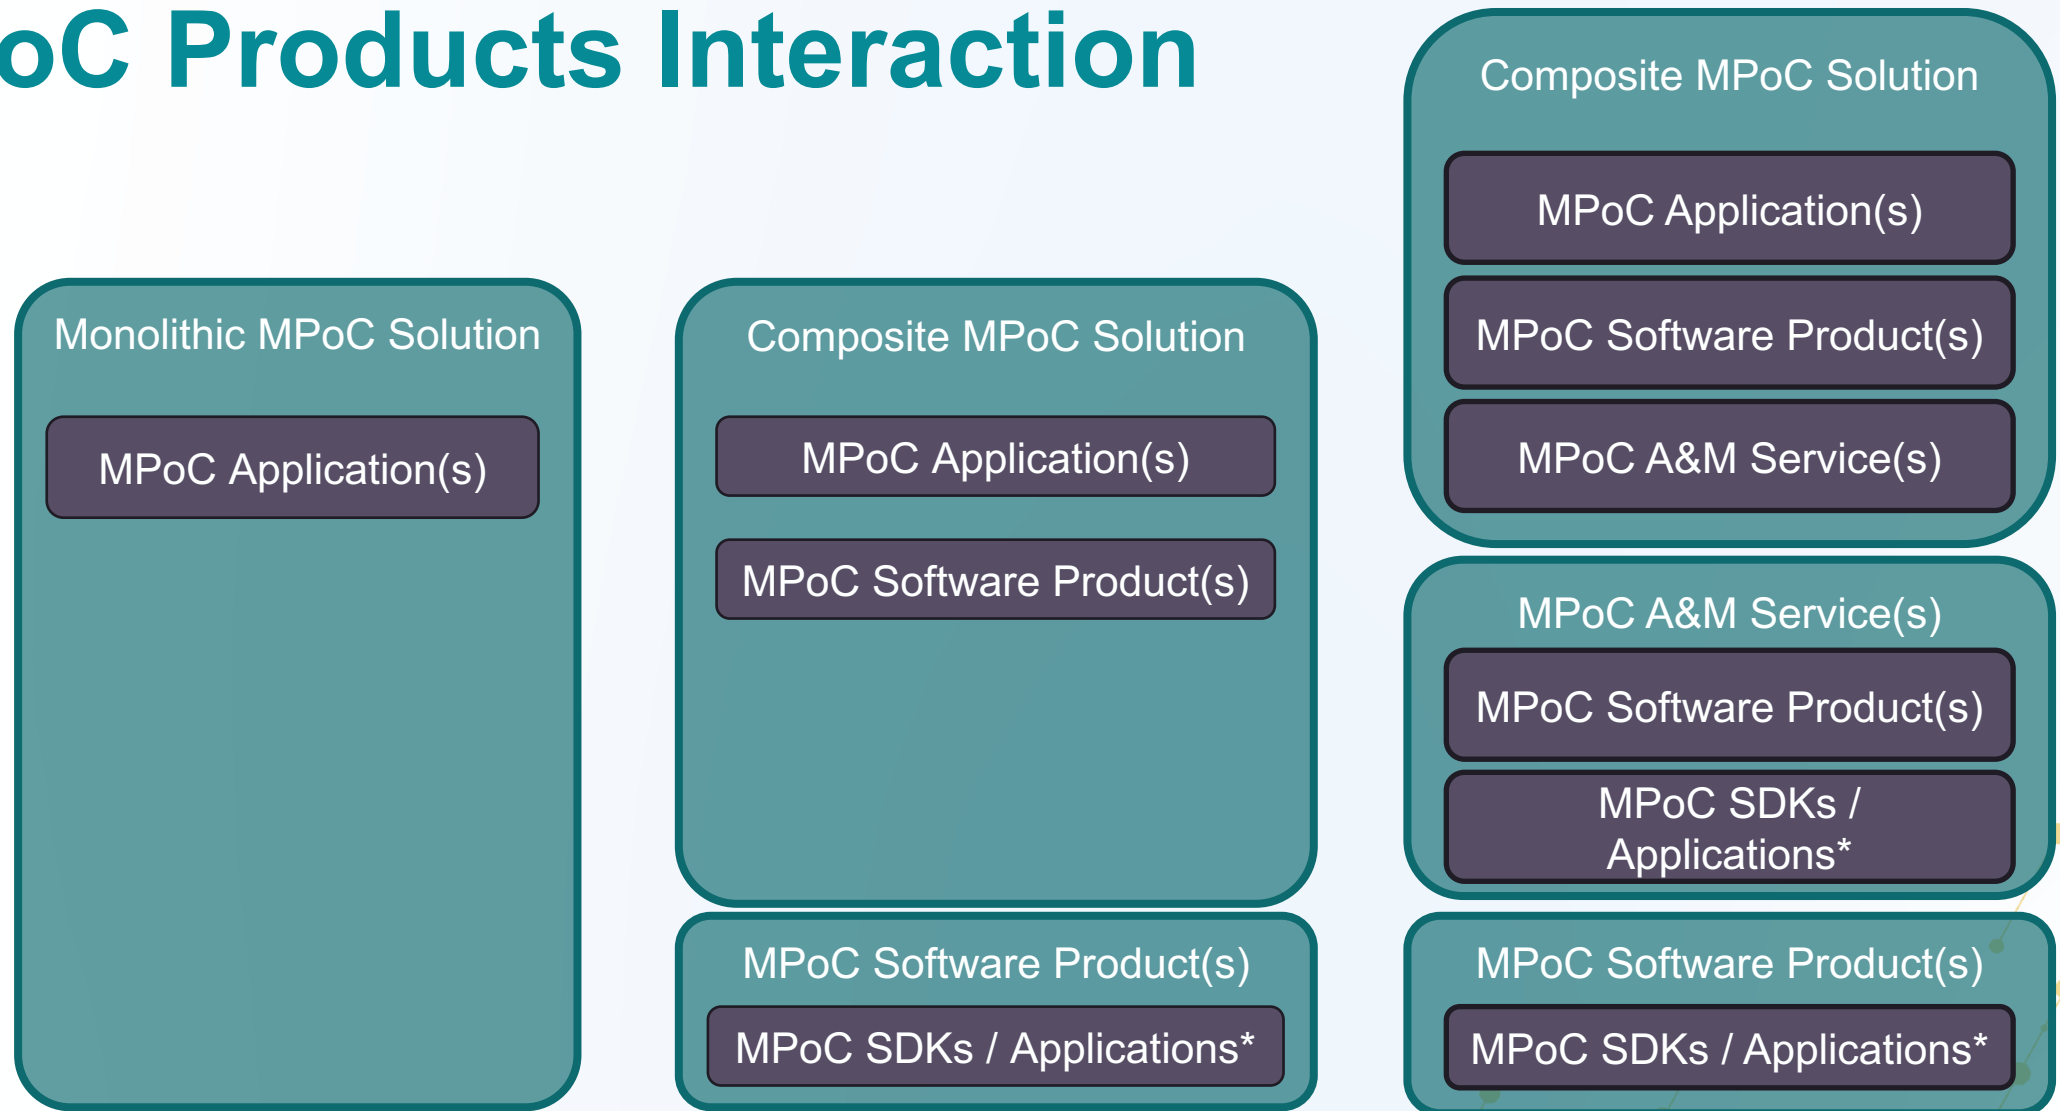 oC Products Interaction
Monolithic MPoC Solution
MPoC Application(s)
Composite MPoC Solution
MPoC Application(s)
MPoC Software Product(s)
MPoC Software Product(s)
MPoC SDKs / Applications*
Composite MPoC Solution
MPoC Application(s)
MPoC Software Product(s)
MPoC A&M Service(s)
MPoC A&M Service(s)
MPoC Software Product(s)
MPoC SDKs /
Applications*
MPoC Software Product(s)
MPoC SDKs / Applications*